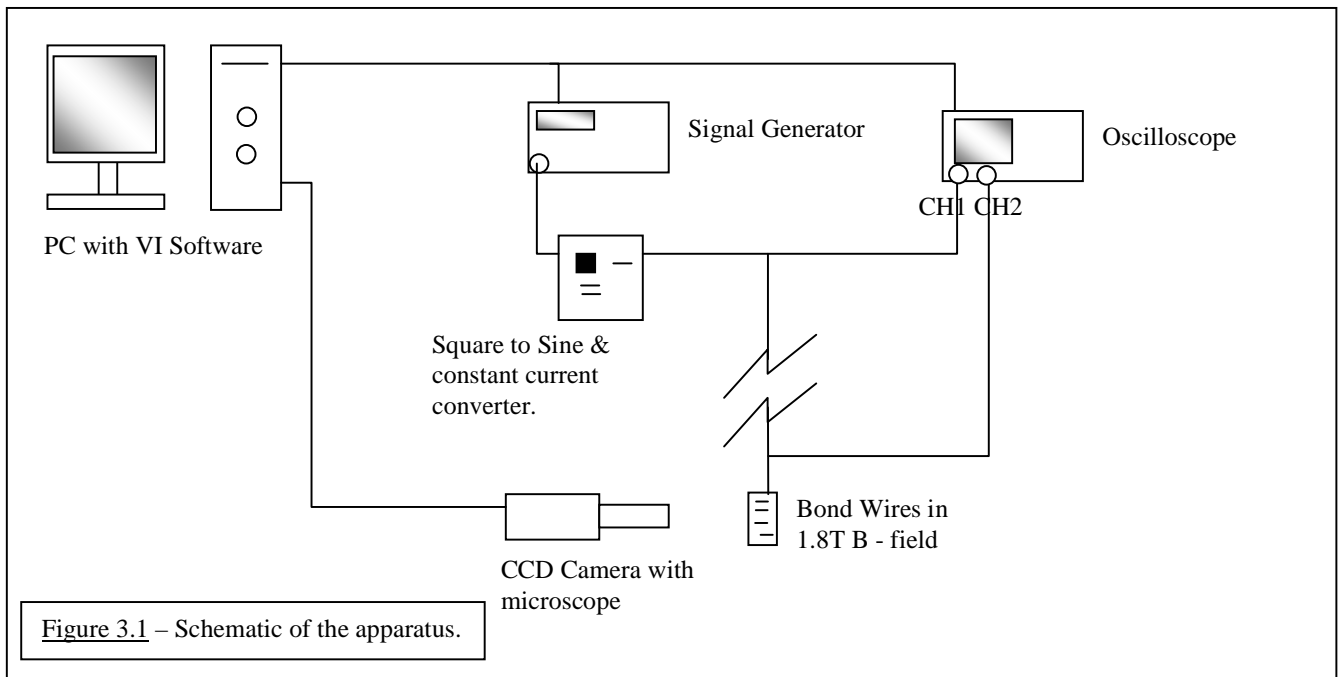 Signal Generator
Oscilloscope
CH1 CH2
PC with VI Software
Square to Sine &
constant current
converter.
Bond Wires in
1.8T B - field
CCD Camera with
microscope
Figure 3.1 – Schematic of the apparatus.